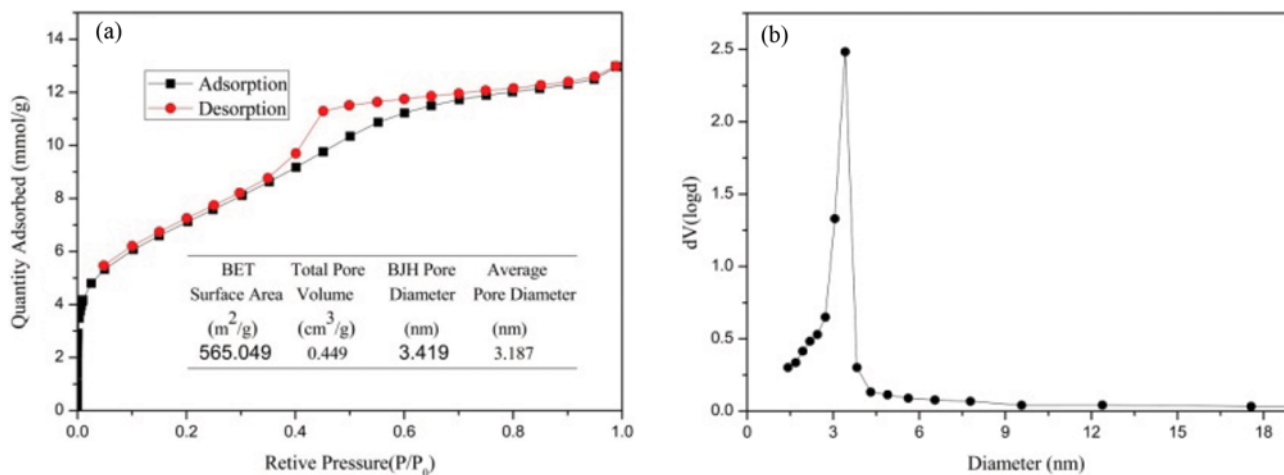 (a)
Quantity Adsorbed (mmol/g)
14
12
10
8
6
4
2
0
Adsorption
Desorption
BET Total Pore BJH Pore Average
Surface Area Volume Diameter Pore Diameter
(m²/g) (cm³/g) (nm) (nm)
565.049 0.449 3.419 3.187
0.0 0.2 0.4 0.6 0.8 1.0
Retive Pressure(P/P₀)
(b)
dV(logd)
2.5
2.0
1.5
1.0
0.5
0.0
0 3 6 9 12 15 18
Diameter (nm)